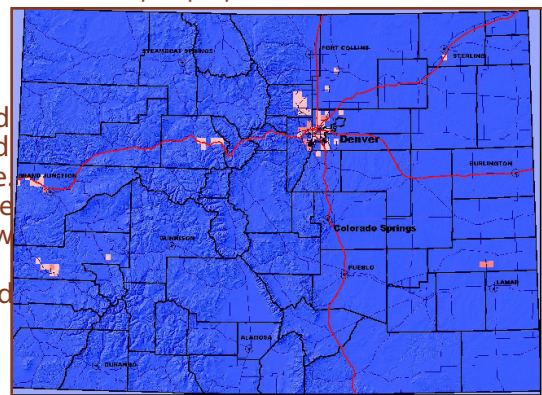 FORT COLLINS
STEAMBOAT SPRINGS
STERLING
d
d
Denver
BURLINGTON
e.
GRAND JUNCTION
e
Colorado Springs
w
GUNNISON
PUEBLO
LAMAR
d
ALAMOSA
DURANGO